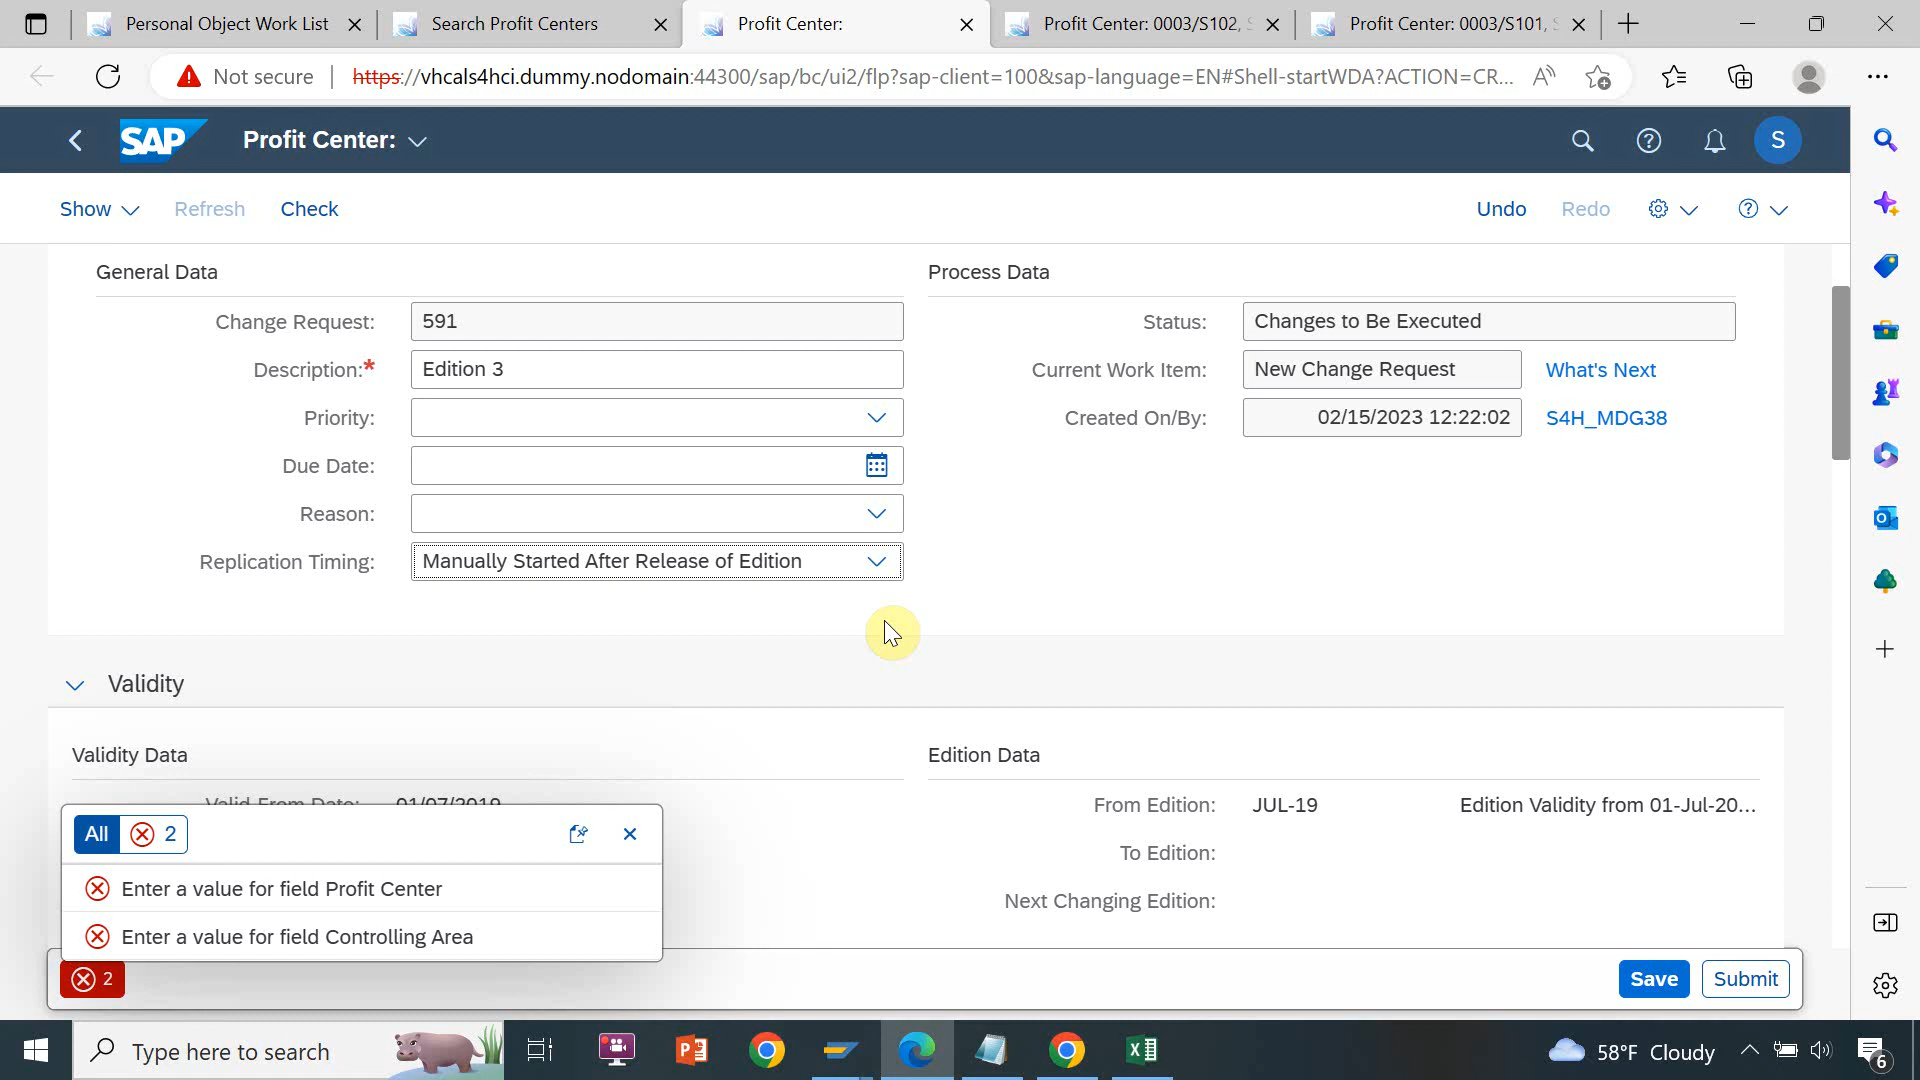 Personal Object Work List
Search Profit Centers
Profit Center:
Profit Center: 0003/S102,
Profit Center: 0003/S101,
Not secure
https://vhcals4hci.dummy.nodomain:44300/sap/bc/ui2/flp?sap-client=100&sap-language=EN#Shell-startWDA?ACTION=CR...
SAP
Profit Center:
S
Show
Refresh
Check
Undo
Redo
General Data
Process Data
Change Request:
591
Status:
Changes to Be Executed
Description:*
Edition 3
Current Work Item:
New Change Request
What's Next
Priority:
Created On/By:
02/15/2023 12:22:02
S4H_MDG38
Due Date:
Reason:
Replication Timing:
Manually Started After Release of Edition
Validity
Validity Data
Edition Data
Valid From Date:
01/07/2019
From Edition:
JUL-19
Edition Validity from 01-Jul-20...
To Edition:
Next Changing Edition:
All
2
Enter a value for field Profit Center
Enter a value for field Controlling Area
2
Save
Submit
Type here to search
58°F Cloudy
6